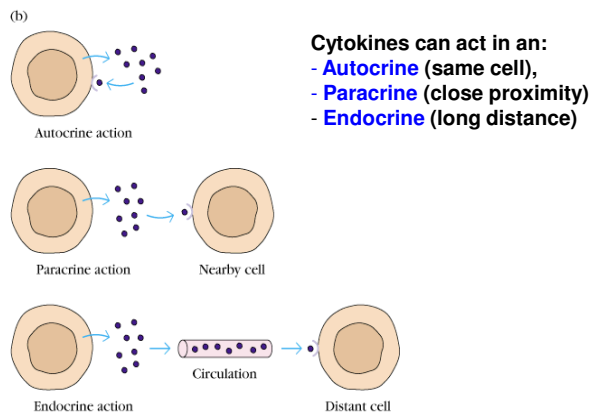 (b)
Cytokines can act in an:
- Autocrine (same cell),
- Paracrine (close proximity)
- Endocrine (long distance)
Autocrine action
Paracrine action
Nearby cell
Circulation
Endocrine action
Distant cell